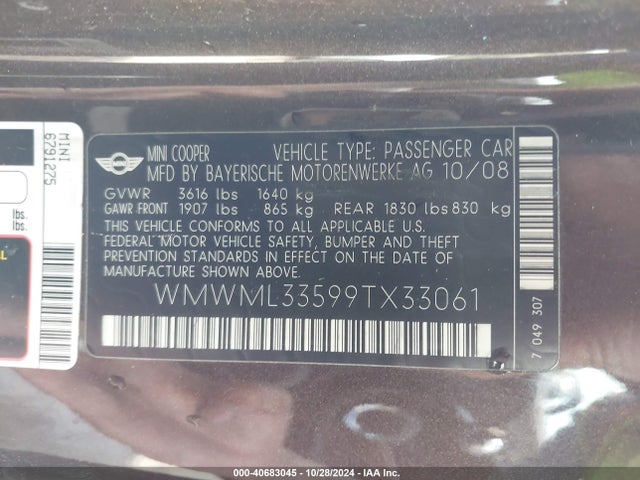 MINI
6791275
MINI COOPER VEHICLE TYPE: PASSENGER CAR
MFD BY BAYERISCHE MOTORENWERKE AG 10/08
GVWR 3616 lbs 1640 kg
GAWR FRONT 1907 lbs 865 kg REAR 1830 lbs 830 kg
THIS VEHICLE CONFORMS TO ALL APPLICABLE U.S.
FEDERAL MOTOR VEHICLE SAFETY, BUMPER AND THEFT
PREVENTION STANDARDS IN EFFECT ON THE DATE OF
MANUFACTURE SHOWN ABOVE.
WMWML33599TX33061
7 049 307
000-40683045 | 10/28/2024 | IAA Inc.